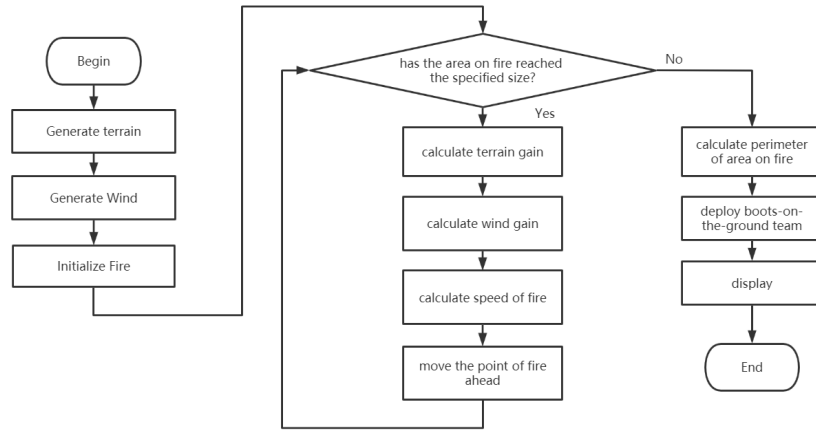 Begin
Generate terrain
Generate Wind
Initialize Fire
has the area on fire reached
the specified size?
Yes
No
calculate terrain gain
calculate wind gain
calculate speed of fire
move the point of fire
ahead
calculate perimeter
of area on fire
deploy boots-on-
the-ground team
display
End